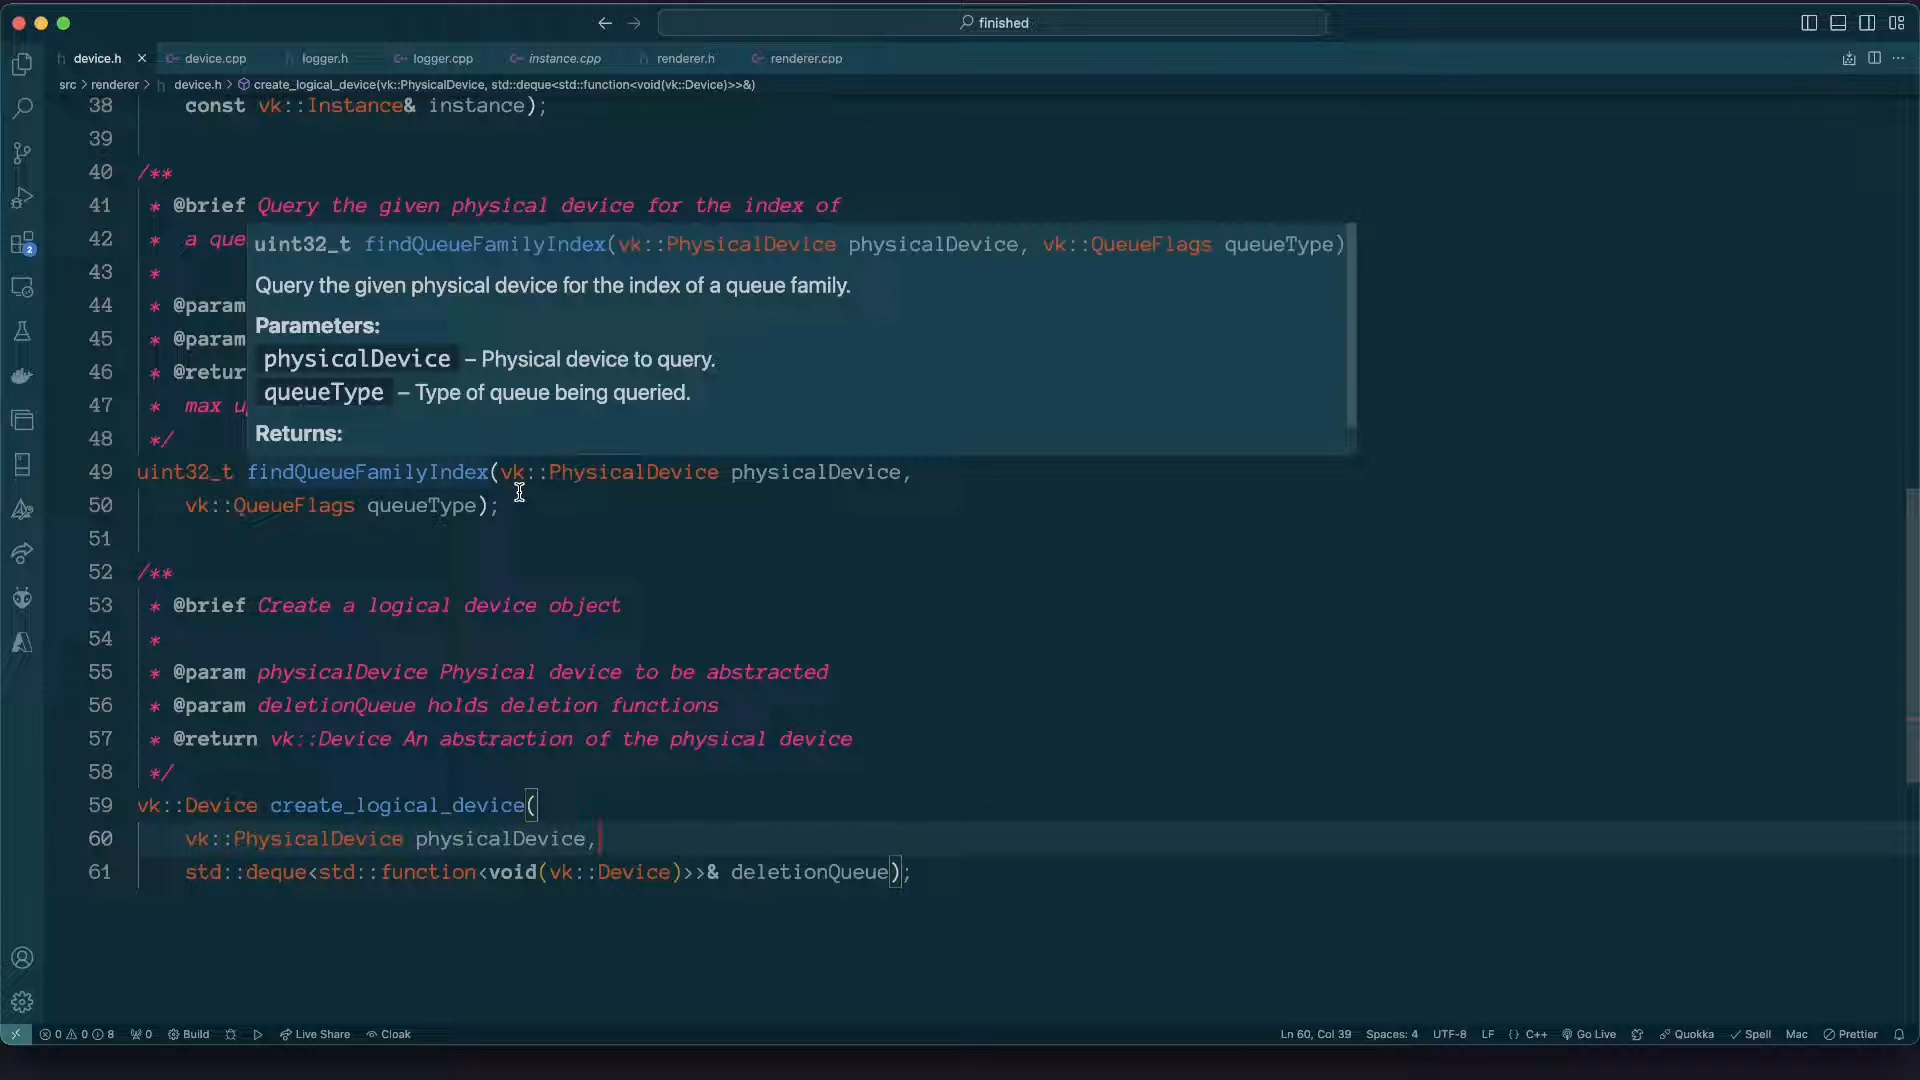 finished
device.h
device.cpp
logger.h
logger.cpp
instance.cpp
renderer.h
renderer.cpp
src > renderer > device.h > create_logical_device(vk::PhysicalDevice, std::deque<std::function<void(vk::Device)>>&)
38 const vk::Instance& instance);
39
40 /**
41 * @brief Query the given physical device for the index of
42 * a que
uint32_t findQueueFamilyIndex(vk::PhysicalDevice physicalDevice, vk::QueueFlags queueType)
43 *
Query the given physical device for the index of a queue family.
44 * @param
Parameters:
45 * @param
physicalDevice – Physical device to query.
46 * @retur
queueType – Type of queue being queried.
47 * max u
Returns:
48 */
49 uint32_t findQueueFamilyIndex(vk::PhysicalDevice physicalDevice,
50 vk::QueueFlags queueType);
51
52 /**
53 * @brief Create a logical device object
54 *
55 * @param physicalDevice Physical device to be abstracted
56 * @param deletionQueue holds deletion functions
57 * @return vk::Device An abstraction of the physical device
58 */
59 vk::Device create_logical_device(
60 vk::PhysicalDevice physicalDevice,
61 std::deque<std::function<void(vk::Device)>>& deletionQueue);
2
0 0 8 0 Build Live Share Cloak Ln 60, Col 39 Spaces: 4 UTF-8 LF {} C++ Go Live Quokka Spell Mac Prettier